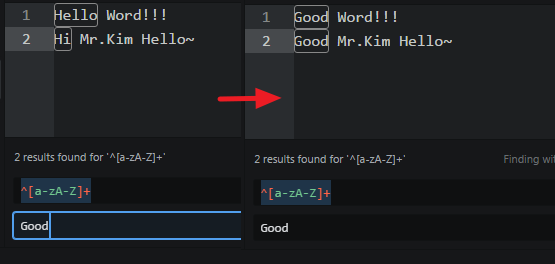 1 Hello Word!!!
2 Hi Mr.Kim Hello~
2 results found for '^[a-zA-Z]+'
^[a-zA-Z]+
Good
1 Good Word!!!
2 Good Mr.Kim Hello~
2 results found for '^[a-zA-Z]+' Finding wit
^[a-zA-Z]+
Good